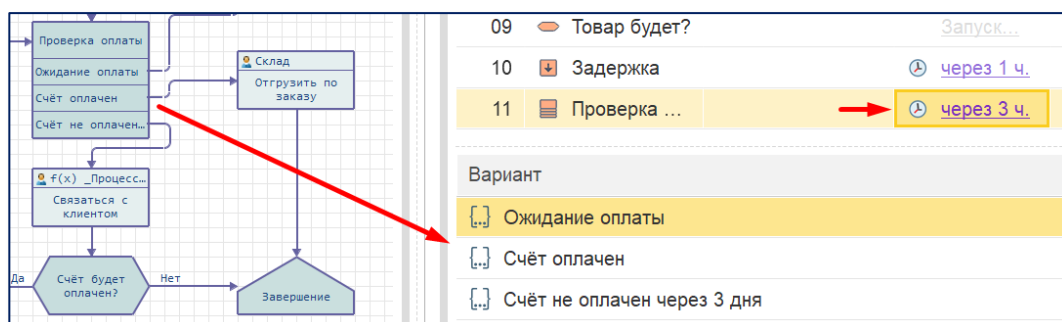 Проверка оплаты
Ожидание оплаты
Счёт оплачен
Счёт не оплачен…
Склад
Отгрузить по
заказу
f(x) _Процесс…
Связаться с
клиентом
Да
Счёт будет
оплачен?
Нет
Завершение
09 Товар будет? Запуск...
10 Задержка через 1 ч.
11 Проверка ... через 3 ч.
Вариант
{...} Ожидание оплаты
{...} Счёт оплачен
{...} Счёт не оплачен через 3 дня